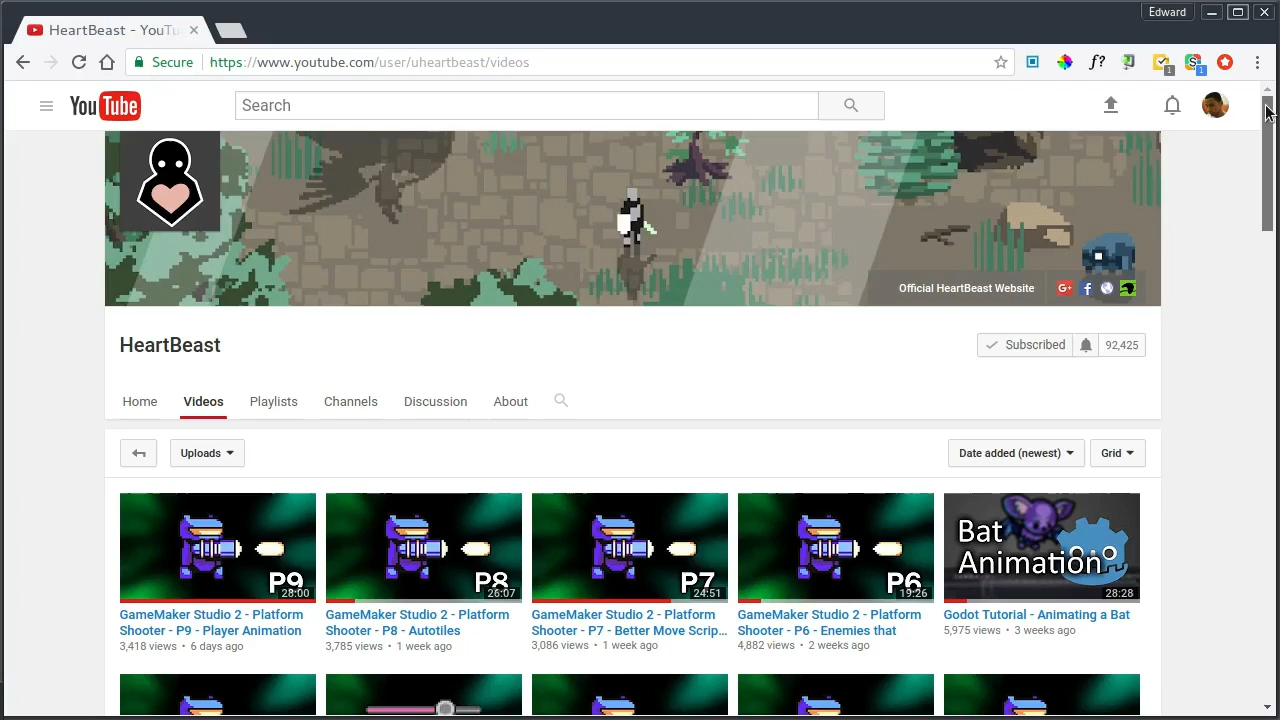 Edward
HeartBeast - YouTu
Secure
https://www.youtube.com/user/uheartbeast/videos
f?
1
1
YouTube
Search
Official HeartBeast Website
G+
HeartBeast
Subscribed
92,425
Home
Videos
Playlists
Channels
Discussion
About
Uploads
Date added (newest)
Grid
P9
28:00
P8
26:07
P7
24:51
P6
19:26
Bat
Animation
28:28
GameMaker Studio 2 - Platform
Shooter - P9 - Player Animation
3,418 views • 6 days ago
GameMaker Studio 2 - Platform
Shooter - P8 - Autotiles
3,785 views • 1 week ago
GameMaker Studio 2 - Platform
Shooter - P7 - Better Move Scrip...
3,086 views • 1 week ago
GameMaker Studio 2 - Platform
Shooter - P6 - Enemies that
4,882 views • 2 weeks ago
Godot Tutorial - Animating a Bat
5,975 views • 3 weeks ago